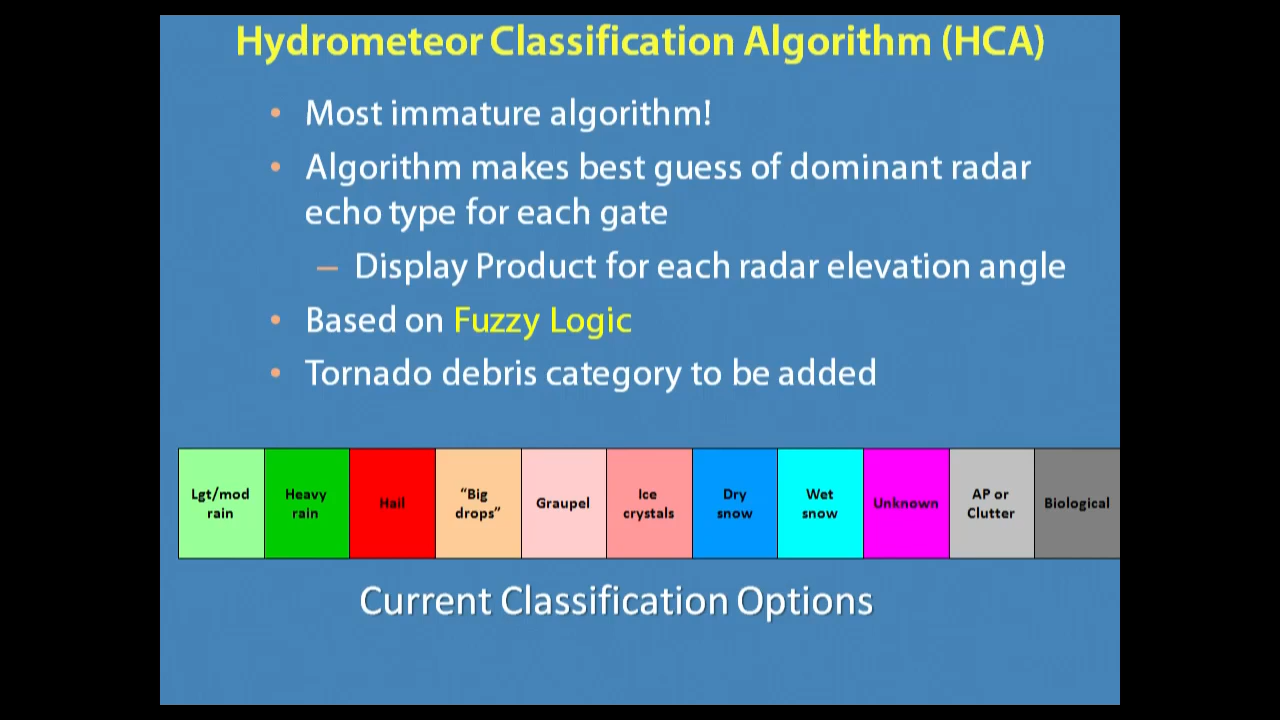 Hydrometeor Classification Algorithm (HCA)
• Most immature algorithm!
• Algorithm makes best guess of dominant radar
echo type for each gate
– Display Product for each radar elevation angle
• Based on Fuzzy Logic
• Tornado debris category to be added
Lgt/mod
rain
Heavy
rain
Hail
“Big
drops”
Graupel
Ice
crystals
Dry
snow
Wet
snow
Unknown
AP or
Clutter
Biological
Current Classification Options